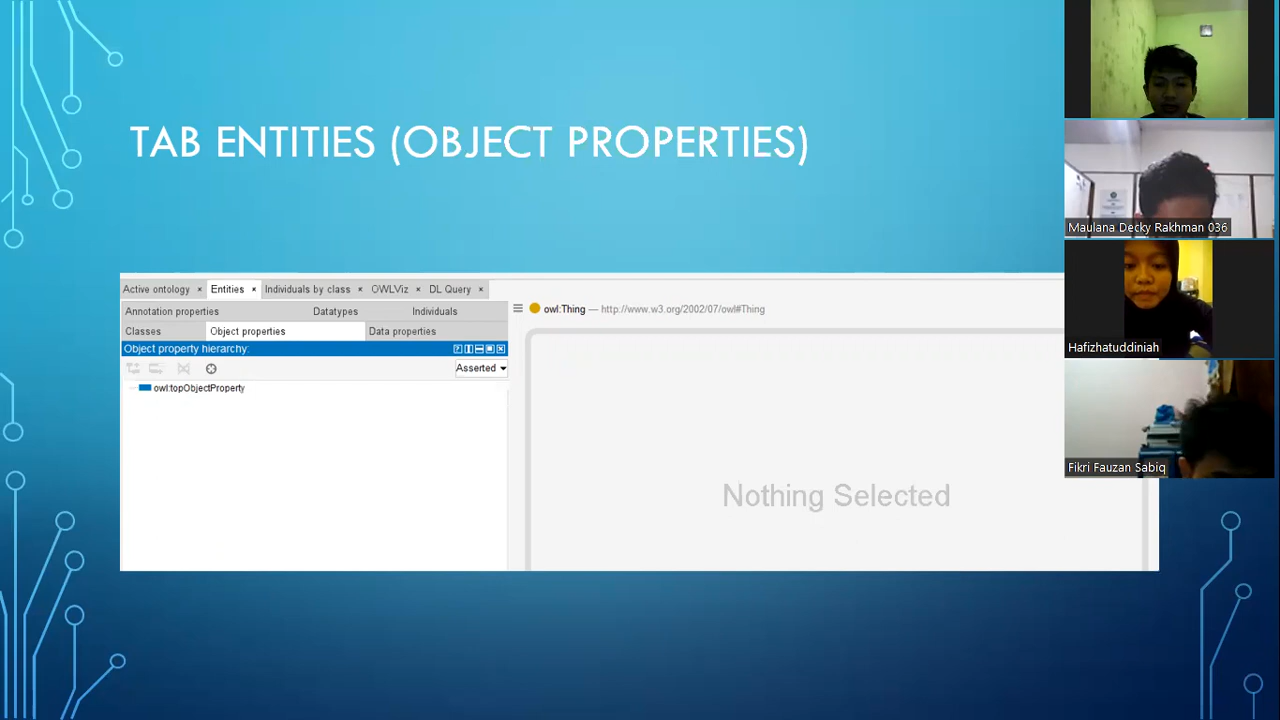 TAB ENTITIES (OBJECT PROPERTIES)
Active ontology × Entities × Individuals by class × OWLViz × DL Query ×
Annotation properties Datatypes Individuals
Classes Object properties Data properties
Object property hierarchy:
Asserted
owl:topObjectProperty
owl:Thing — http://www.w3.org/2002/07/owl#Thing
Nothing Selected
Maulana Decky Rakhman 036
Hafizhatuddiniah
Fikri Fauzan Sabiq